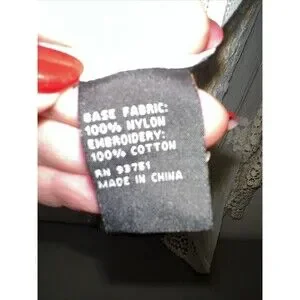 BASE FABRIC:
100% NYLON
EMBROIDERY:
100% COTTON
RN 93751
MADE IN CHINA